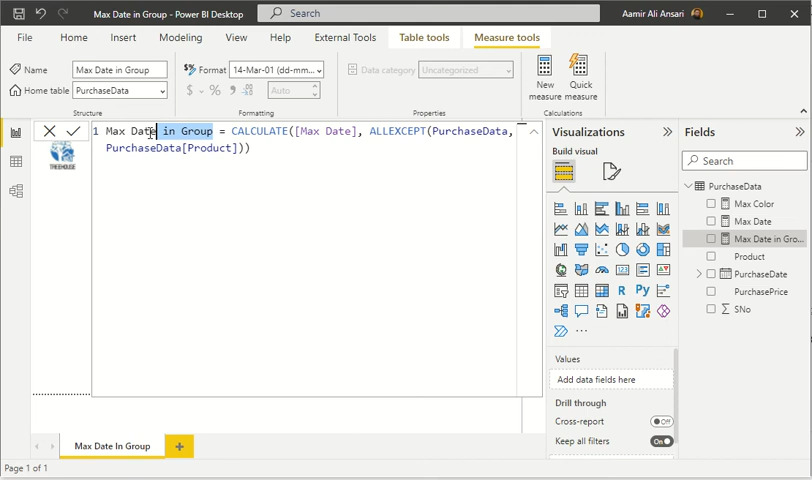 Max Date in Group - Power BI Desktop
Search
Aamir Ali Ansari
File
Home
Insert
Modeling
View
Help
External Tools
Table tools
Measure tools
Name
Max Date in Group
Format
14-Mar-01 (dd-mm...
Data category
Uncategorized
Home table
PurchaseData
$
%
Auto
New
measure
Quick
measure
Structure
Formatting
Properties
Calculations
1 Max Date in Group = CALCULATE([Max Date], ALLEXCEPT(PurchaseData,
PurchaseData[Product]))
TREEHOUSE
Visualizations
Build visual
123
R
Py
...
Values
Add data fields here
Drill through
Cross-report
Off
Keep all filters
On
Fields
Search
PurchaseData
Max Color
Max Date
Max Date in Gro...
Product
PurchaseDate
PurchasePrice
SNo
Max Date In Group
+
Page 1 of 1